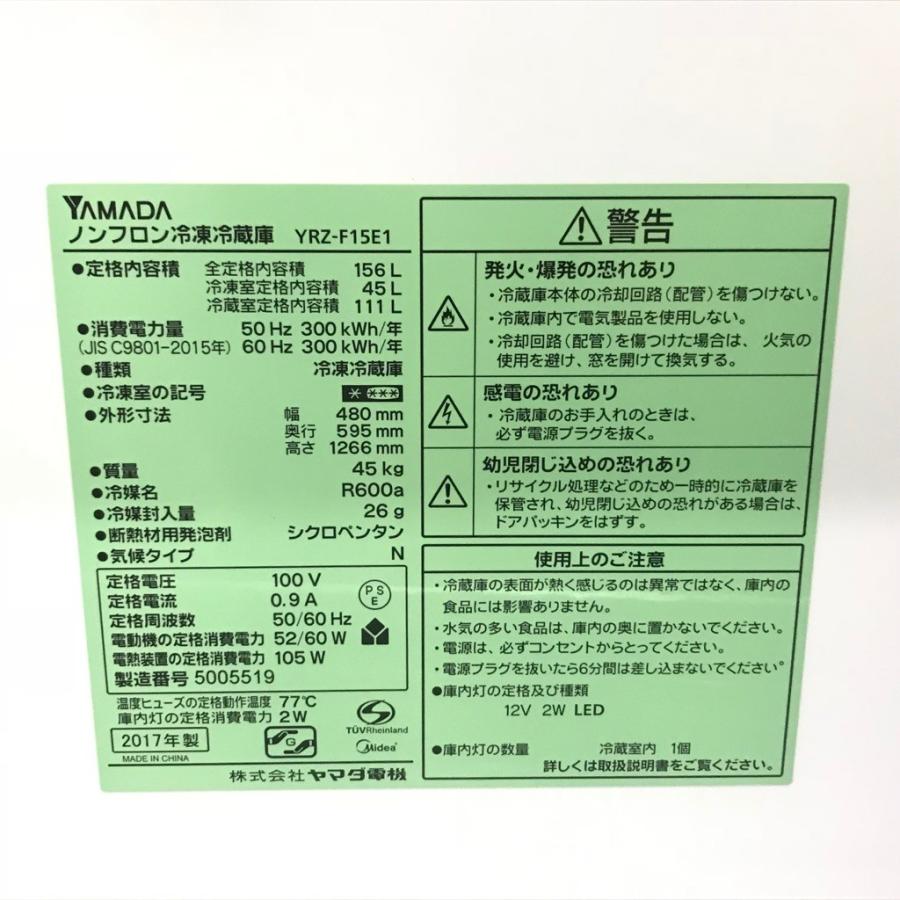 YAMADA
ノンフロン冷凍冷蔵庫 YRZ-F15E1
●定格内容積 全定格内容積 156 L
冷凍室定格内容積 45 L
冷蔵室定格内容積 111 L
●消費電力量 50 Hz 300 kWh/年
(JIS C9801-2015年) 60 Hz 300 kWh/年
●種類 冷凍冷蔵庫
●冷凍室の記号
●外形寸法 幅 480 mm
奥行 595 mm
高さ 1266 mm
●質量 45 kg
●冷媒名 R600a
●冷媒封入量 26 g
●断熱材用発泡剤 シクロペンタン
●気候タイプ N
定格電圧 100 V
定格電流 0.9 A
定格周波数 50/60 Hz
電動機の定格消費電力 52/60 W
電熱装置の定格消費電力 105 W
製造番号 5005519
PS
E
温度ヒューズの定格動作温度 77℃
庫内灯の定格消費電力 2W
2017年製
MADE IN CHINA
G
TÜVRheinland
Midea
株式会社ヤマダ電機
警告
発火・爆発の恐れあり
・冷蔵庫本体の冷却回路(配管)を傷つけない。
・冷蔵庫内で電気製品を使用しない。
・冷却回路(配管)を傷つけた場合は、火気の
使用を避け、窓を開けて換気する。
感電の恐れあり
・冷蔵庫のお手入れのときは、
必ず電源プラグを抜く。
幼児閉じ込めの恐れあり
・リサイクル処理などのため一時的に冷蔵庫を
保管され、幼児閉じ込めの恐れがある場合は、
ドアパッキンをはずす。
使用上のご注意
・冷蔵庫の表面が熱く感じるのは異常ではなく、庫内の
食品には影響ありません。
・水気の多い食品は、庫内の奥に置かないでください。
・電源は、必ずコンセントからとってください。
・電源プラグを抜いたら6分間は差し込まないでください。
●庫内灯の定格及び種類
12V 2W LED
●庫内灯の数量 冷蔵室内 1個
詳しくは取扱説明書をご覧ください。